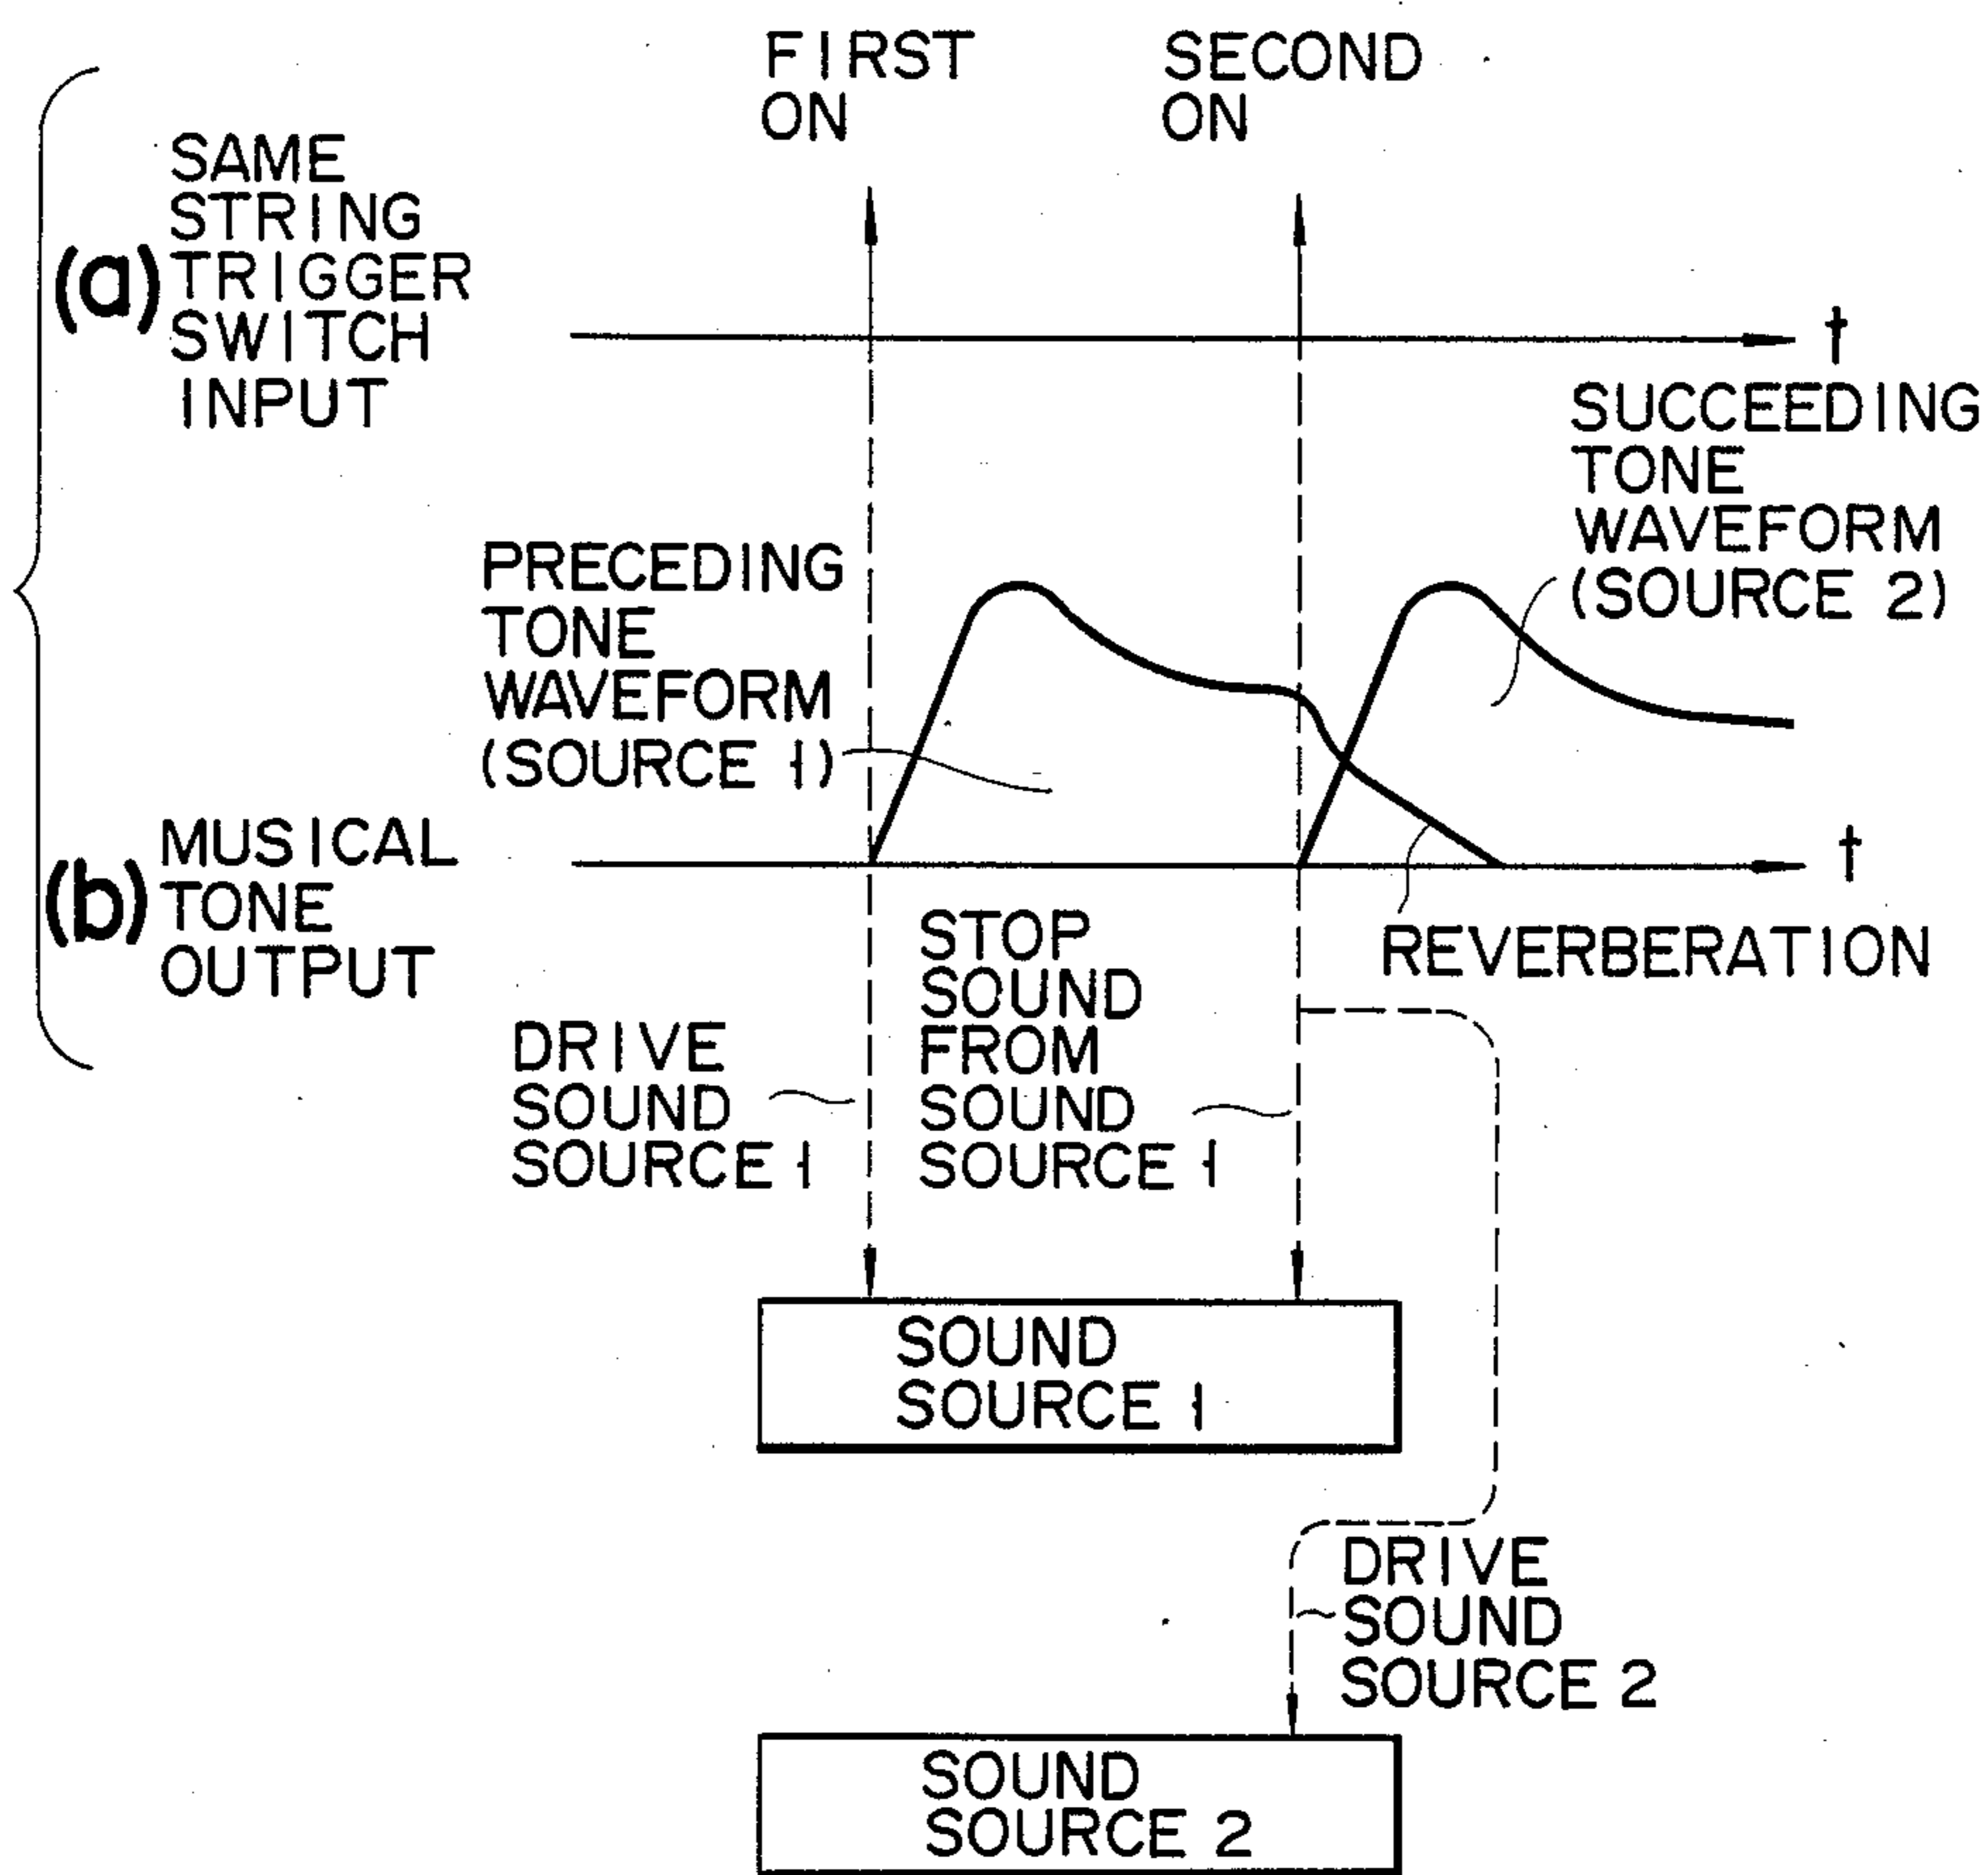 FIRST
ON
SECOND
ON
(a) SAME
STRING
TRIGGER
SWITCH
INPUT
t
SUCCEEDING
TONE
WAVEFORM
(SOURCE 2)
PRECEDING
TONE
WAVEFORM
(SOURCE 1)
(b) MUSICAL
TONE
OUTPUT
t
REVERBERATION
DRIVE
SOUND
SOURCE 1
STOP
SOUND
FROM
SOUND
SOURCE 1
SOUND
SOURCE 1
DRIVE
SOUND
SOURCE 2
SOUND
SOURCE 2